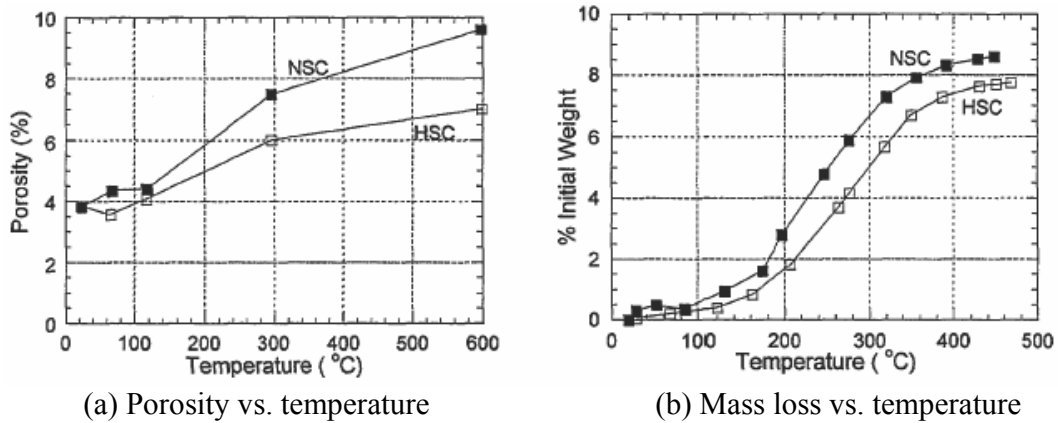 10
8
6
4
2
0
Porosity (%)
NSC
HSC
0 100 200 300 400 500 600
Temperature ( °C)
(a) Porosity vs. temperature
10
8
6
4
2
0
% Initial Weight
NSC
HSC
0 100 200 300 400 500
Temperature ( °C)
(b) Mass loss vs. temperature